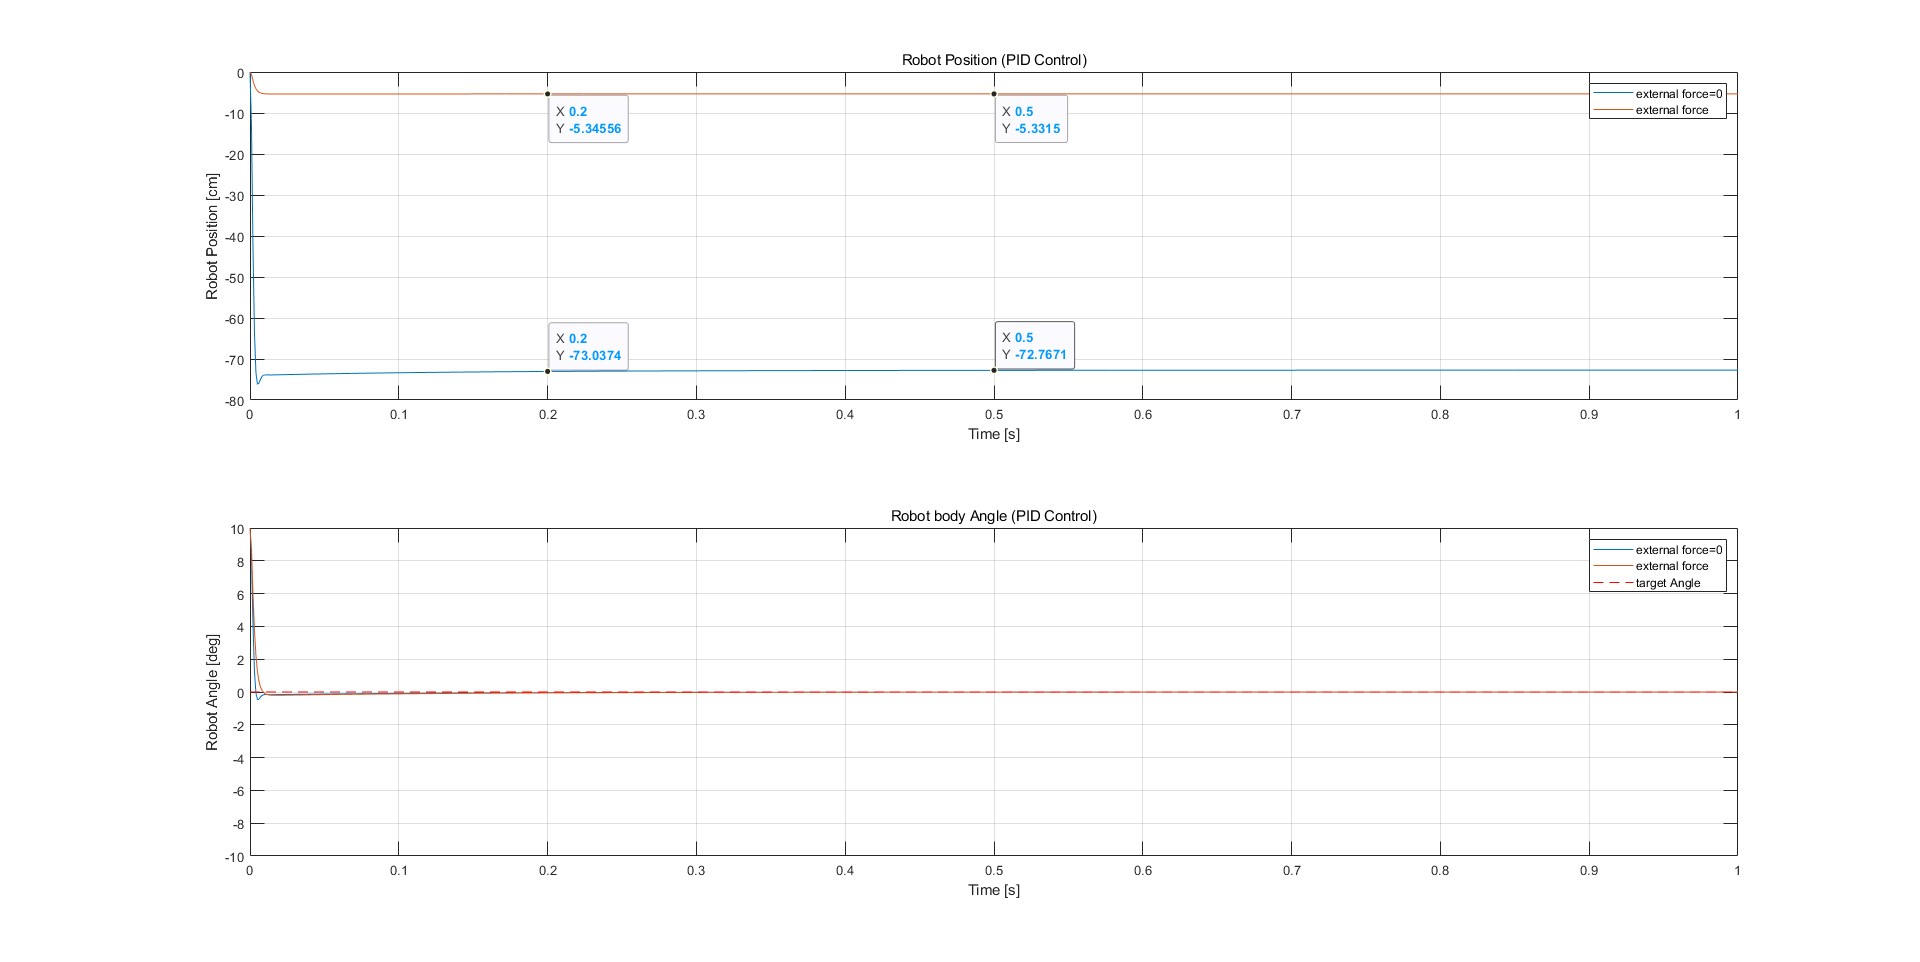 Robot Position (PID Control)
0
-10
-20
-30
-40
-50
-60
-70
-80
Robot Position [cm]
external force=0
external force
X 0.2
Y -5.34556
X 0.5
Y -5.3315
X 0.2
Y -73.0374
X 0.5
Y -72.7671
0 0.1 0.2 0.3 0.4 0.5 0.6 0.7 0.8 0.9 1
Time [s]
Robot body Angle (PID Control)
10
8
6
4
2
0
-2
-4
-6
-8
-10
Robot Angle [deg]
external force=0
external force
target Angle
0 0.1 0.2 0.3 0.4 0.5 0.6 0.7 0.8 0.9 1
Time [s]